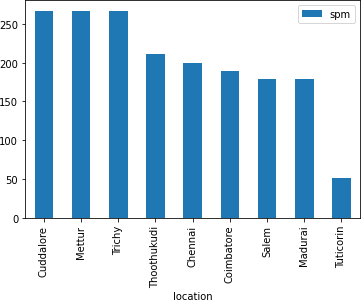 spm
250
200
150
100
50
0
Cuddalore
Mettur
Trichy
Thoothukudi
Chennai
Coimbatore
Salem
Madurai
Tuticorin
location